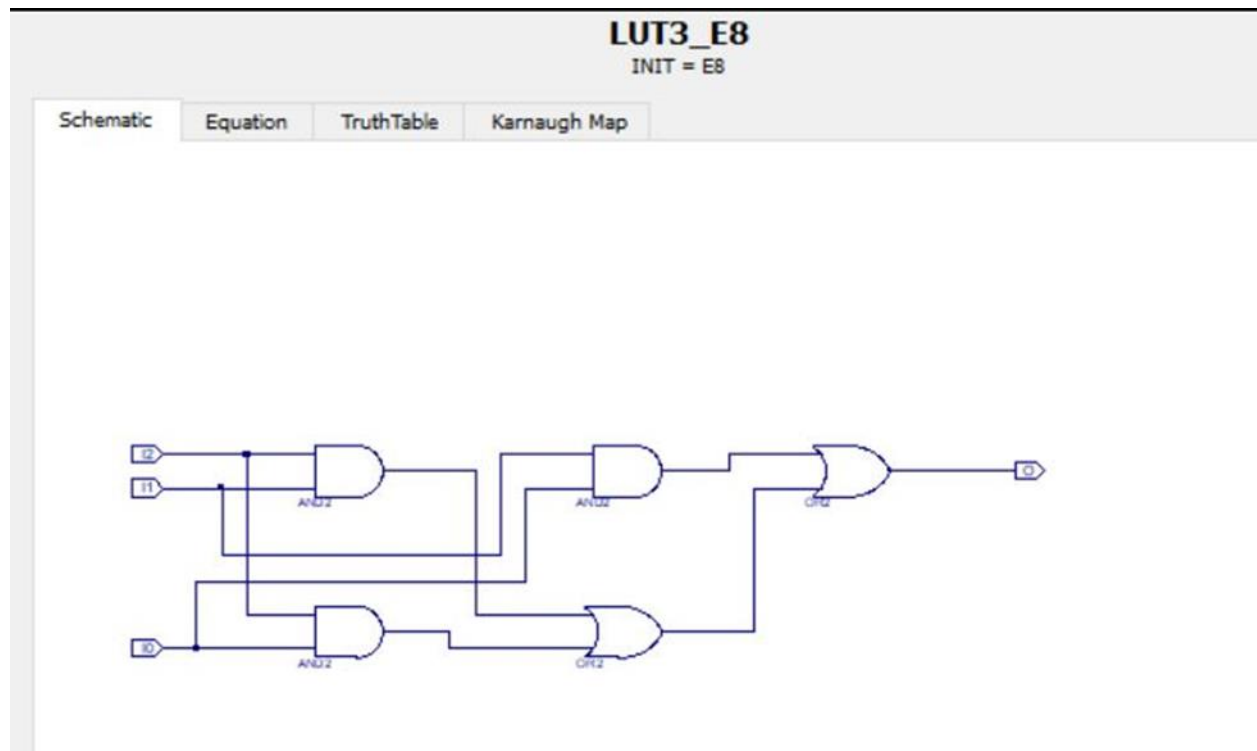 LUT3_E8
INIT = E8
Schematic Equation TruthTable Karnaugh Map
I2
I1
AND2 AND2 OR2
O
I0
AND2 OR2